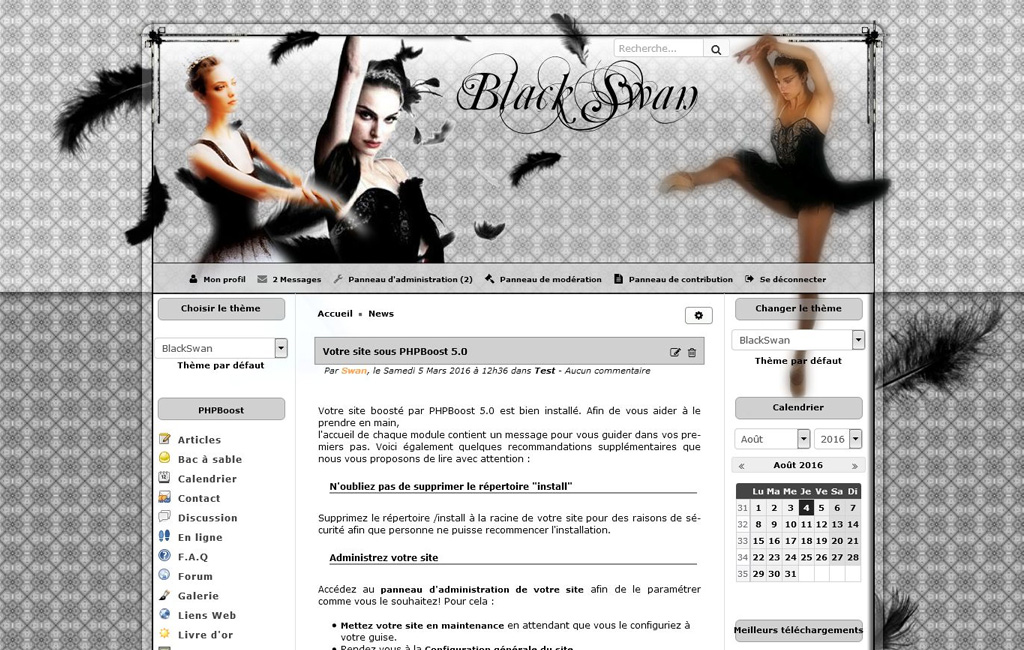 Recherche...
Black Swan
Mon profil
2 Messages
Panneau d'administration (2)
Panneau de modération
Panneau de contribution
Se déconnecter
Choisir le thème
BlackSwan
Thème par défaut
PHPBoost
Articles
Bac à sable
Calendrier
Contact
Discussion
En ligne
F.A.Q
Forum
Galerie
Liens Web
Livre d'or
Accueil • News
Votre site sous PHPBoost 5.0
Par Swan, le Samedi 5 Mars 2016 à 12h36 dans Test - Aucun commentaire
Votre site boosté par PHPBoost 5.0 est bien installé. Afin de vous aider à le
prendre en main,
l'accueil de chaque module contient un message pour vous guider dans vos pre-
miers pas. Voici également quelques recommandations supplémentaires que
nous vous proposons de lire avec attention :
N'oubliez pas de supprimer le répertoire "install"
Supprimez le répertoire /install à la racine de votre site pour des raisons de sé-
curité afin que personne ne puisse recommencer l'installation.
Administrez votre site
Accédez au panneau d'administration de votre site afin de le paramétrer
comme vous le souhaitez! Pour cela :
• Mettez votre site en maintenance en attendant que vous le configuriez à
votre guise.
• Rendez vous à la Configuration générale du site
Changer le thème
BlackSwan
Thème par défaut
Calendrier
Août 2016
« Août 2016 »
Lu Ma Me Je Ve Sa Di
31 1 2 3 4 5 6 7
32 8 9 10 11 12 13 14
33 15 16 17 18 19 20 21
34 22 23 24 25 26 27 28
35 29 30 31
Meilleurs téléchargements